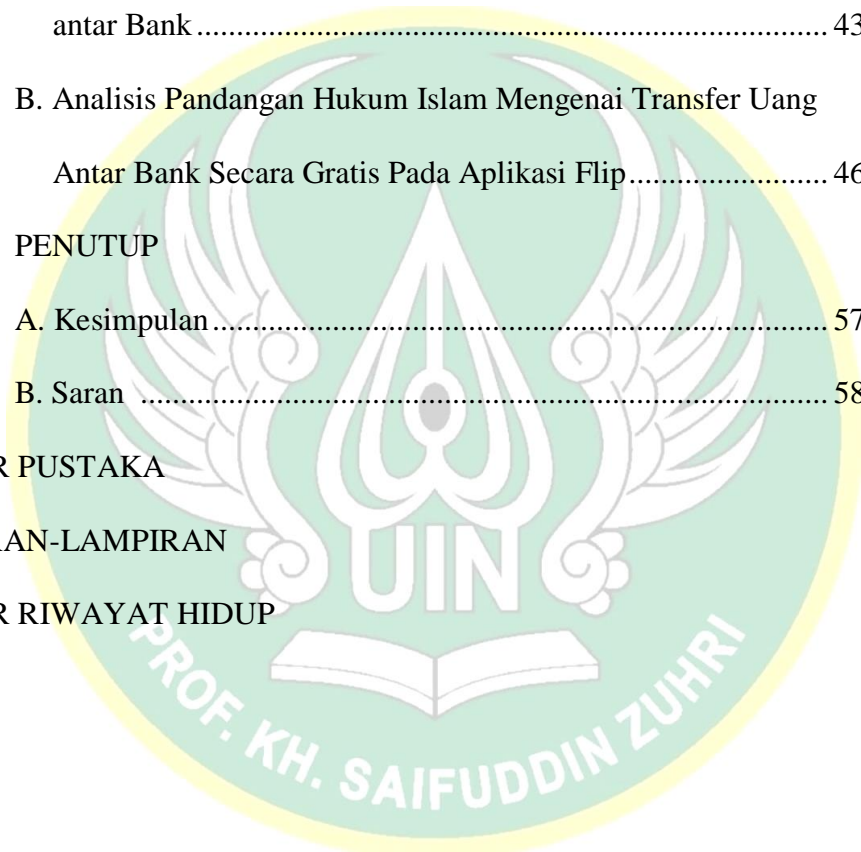 antar Bank ........................................................................ 43
B. Analisis Pandangan Hukum Islam Mengenai Transfer Uang
Antar Bank Secara Gratis Pada Aplikasi Flip ....................... 46
PENUTUP
A. Kesimpulan ...................................................................... 57
B. Saran .............................................................................. 58
R PUSTAKA
RAN-LAMPIRAN
R RIWAYAT HIDUP
UIN
PROF. KH. SAIFUDDIN ZUHRI